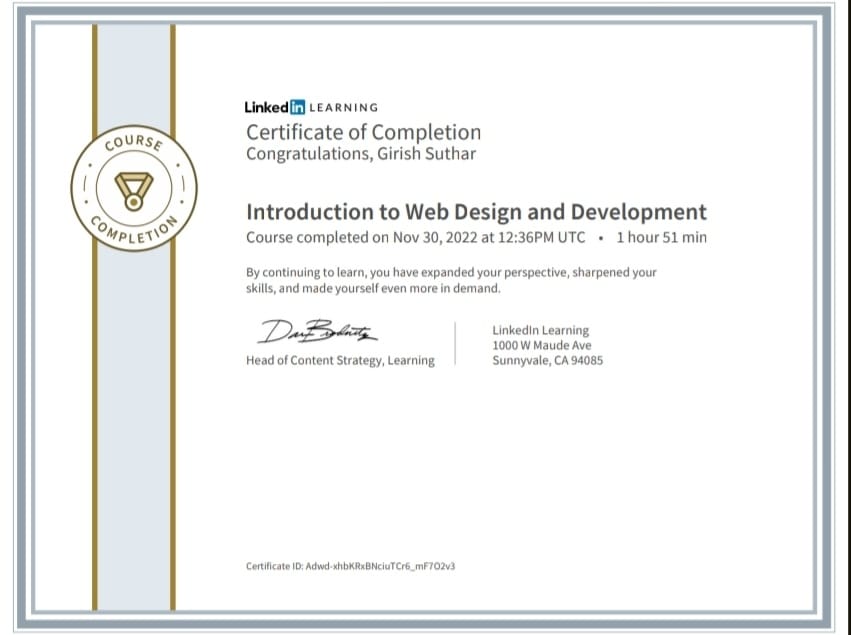 COURSE
COMPLETION
Linked in LEARNING
Certificate of Completion
Congratulations, Girish Suthar
Introduction to Web Design and Development
Course completed on Nov 30, 2022 at 12:36PM UTC • 1 hour 51 min
By continuing to learn, you have expanded your perspective, sharpened your
skills, and made yourself even more in demand.
Head of Content Strategy, Learning
LinkedIn Learning
1000 W Maude Ave
Sunnyvale, CA 94085
Certificate ID: Adwd-xhbKRxBNciuTCr6_mF7O2v3